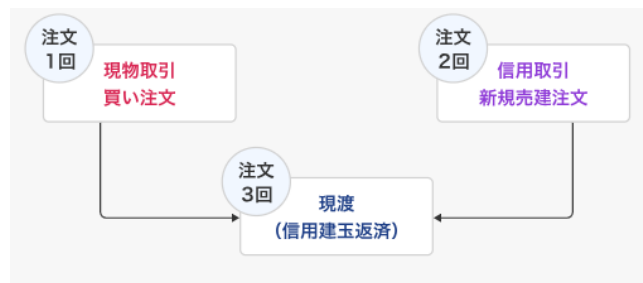 注文
1回
現物取引
買い注文
注文
2回
信用取引
新規売建注文
注文
3回
現渡
（信用建玉返済）